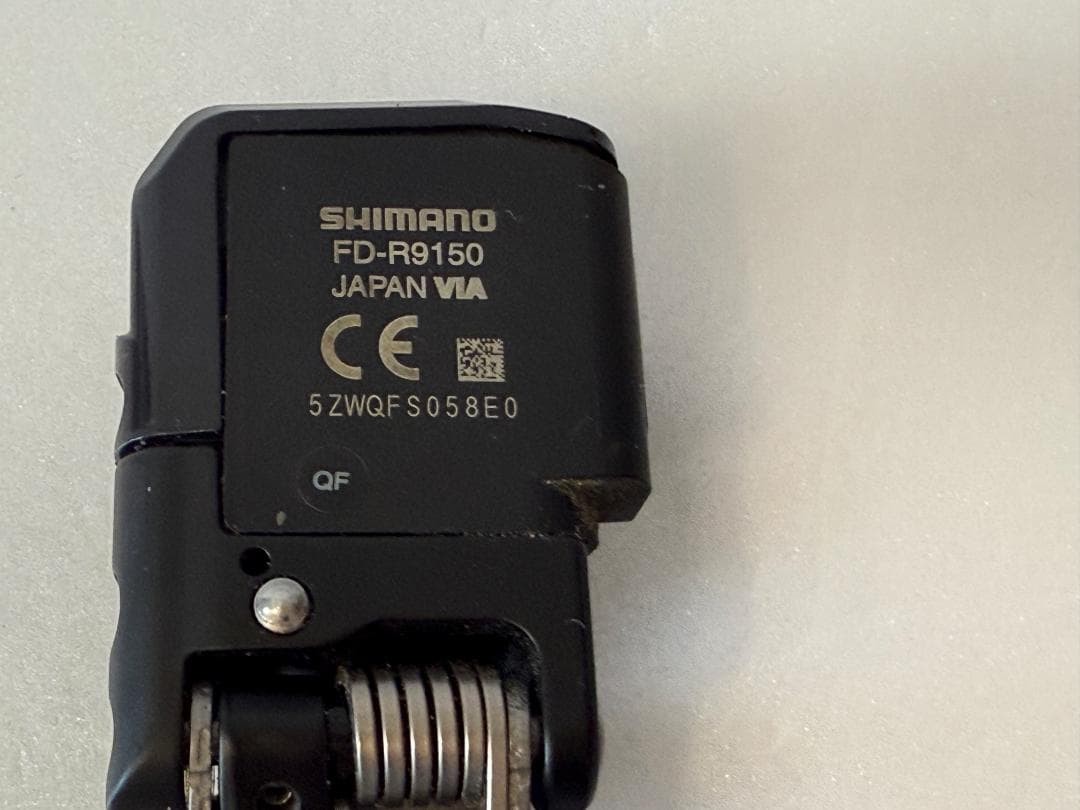 SHIMANO
FD-R9150
JAPAN VIA
CE
5ZWQFS058E0
QF